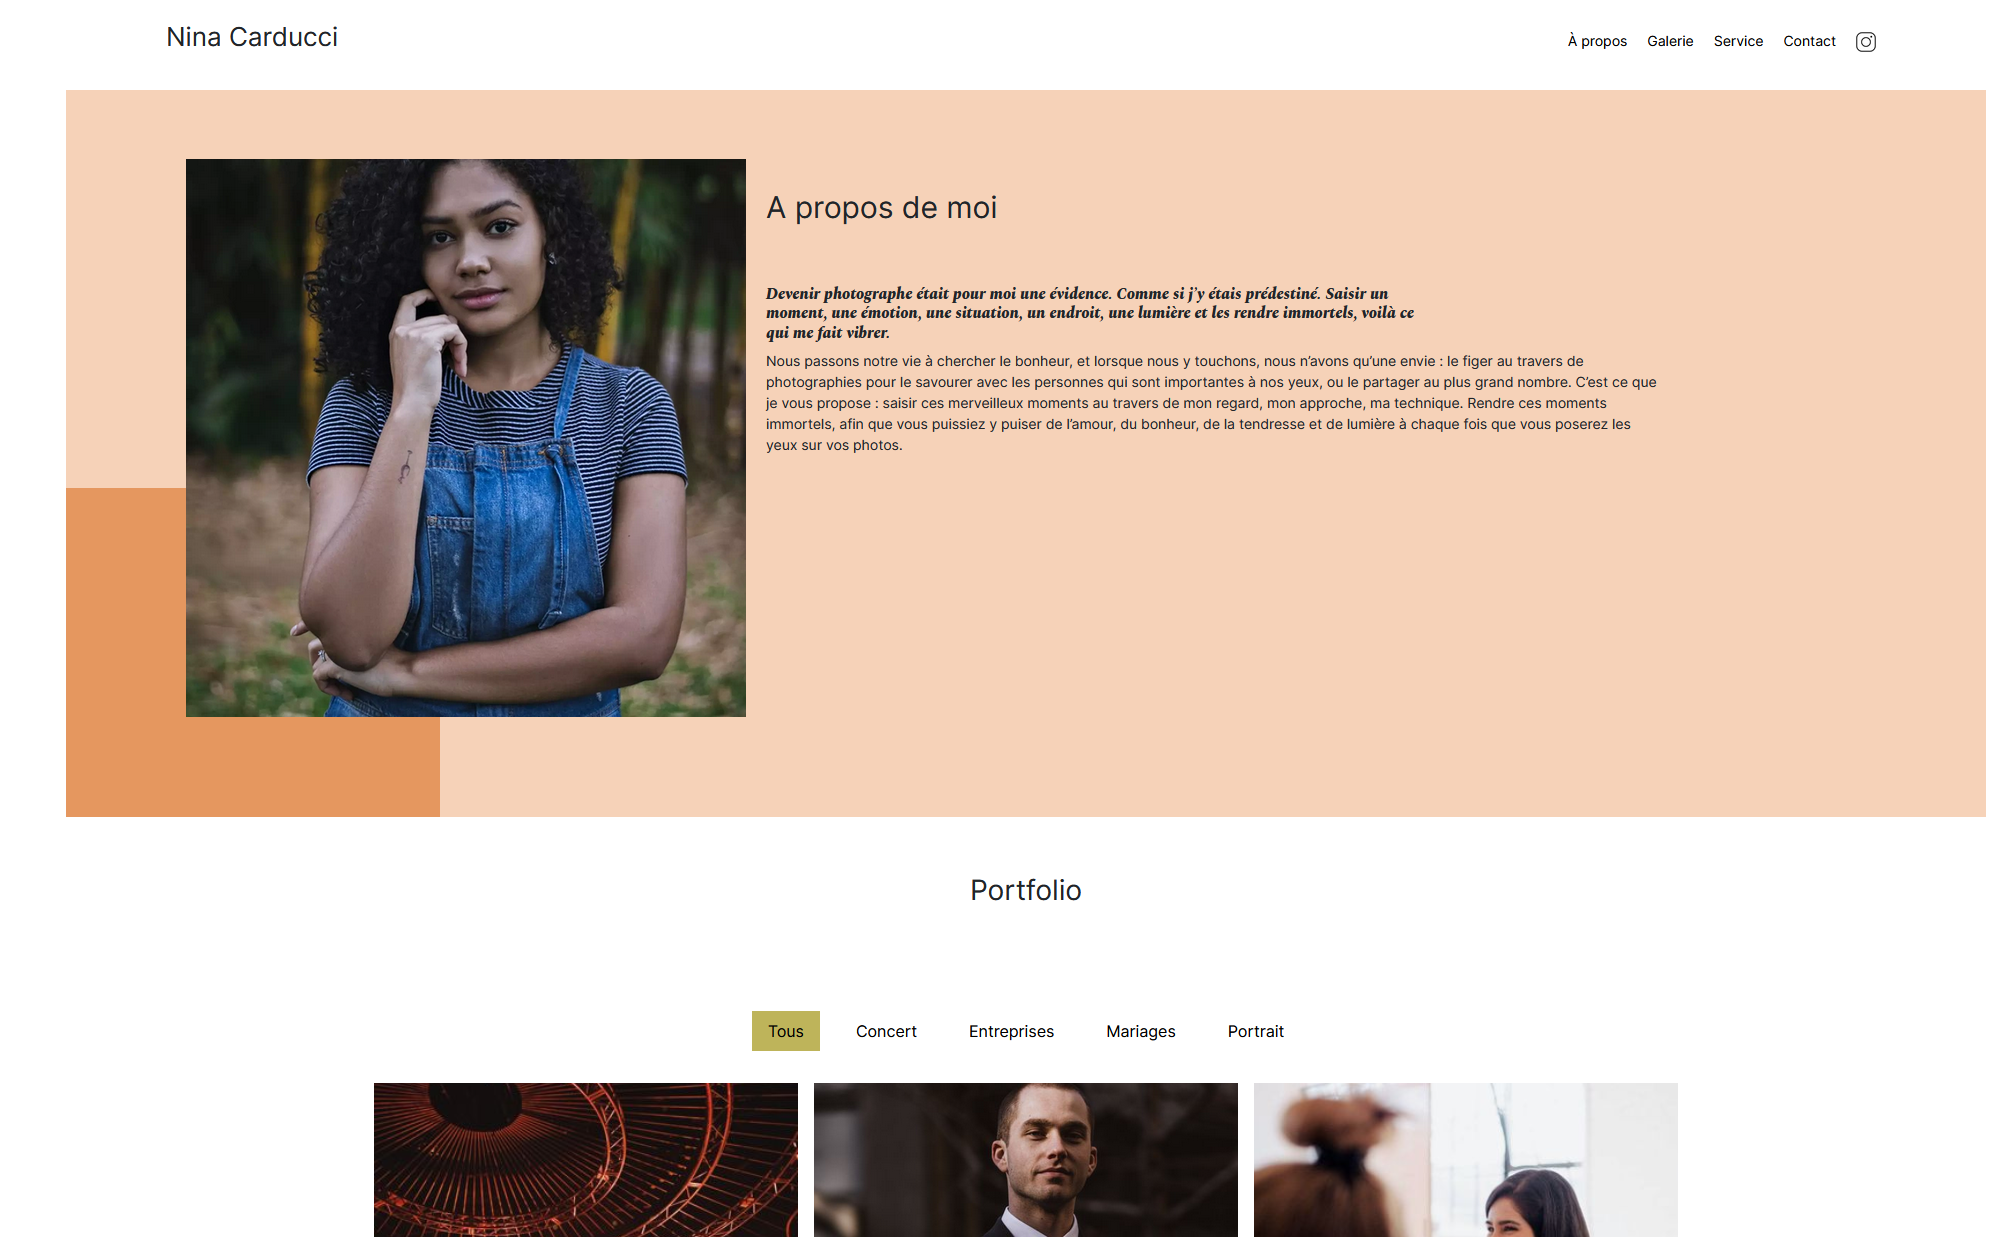 Nina Carducci
À propos Galerie Service Contact
A propos de moi
Devenir photographe était pour moi une évidence. Comme si j’y étais prédestiné. Saisir un
moment, une émotion, une situation, un endroit, une lumière et les rendre immortels, voilà ce
qui me fait vibrer.
Nous passons notre vie à chercher le bonheur, et lorsque nous y touchons, nous n’avons qu’une envie : le figer au travers de
photographies pour le savourer avec les personnes qui sont importantes à nos yeux, ou le partager au plus grand nombre. C’est ce que
je vous propose : saisir ces merveilleux moments au travers de mon regard, mon approche, ma technique. Rendre ces moments
immortels, afin que vous puissiez y puiser de l’amour, du bonheur, de la tendresse et de lumière à chaque fois que vous poserez les
yeux sur vos photos.
Portfolio
Tous Concert Entreprises Mariages Portrait